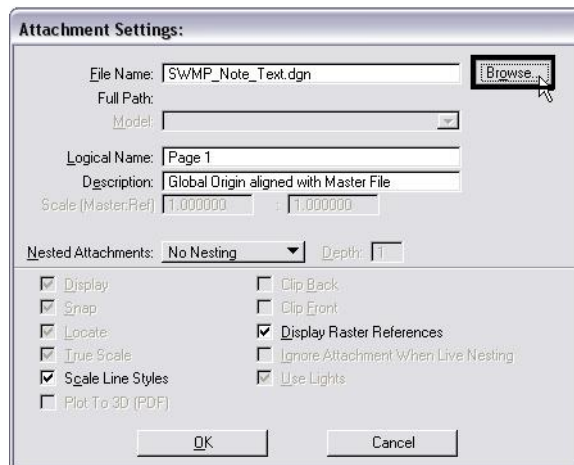 Attachment Settings:
File Name: SWMP_Note_Text.dgn Browse...
Full Path:
Model:
Logical Name: Page 1
Description: Global Origin aligned with Master File
Scale (Master:Ref) 1.000000 : 1.000000
Nested Attachments: No Nesting Depth: 1
Display Clip Back
Snap Clip Front
Locate Display Raster References
True Scale Ignore Attachment When Live Nesting
Scale Line Styles Use Lights
Plot To 3D (PDF)
OK Cancel